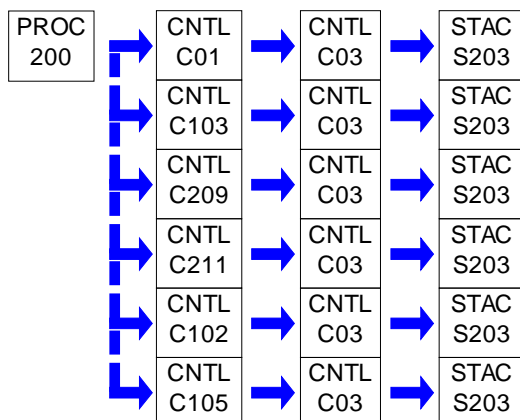 PROC
200
CNTL
C01
CNTL
C03
STAC
S203
CNTL
C103
CNTL
C03
STAC
S203
CNTL
C209
CNTL
C03
STAC
S203
CNTL
C211
CNTL
C03
STAC
S203
CNTL
C102
CNTL
C03
STAC
S203
CNTL
C105
CNTL
C03
STAC
S203